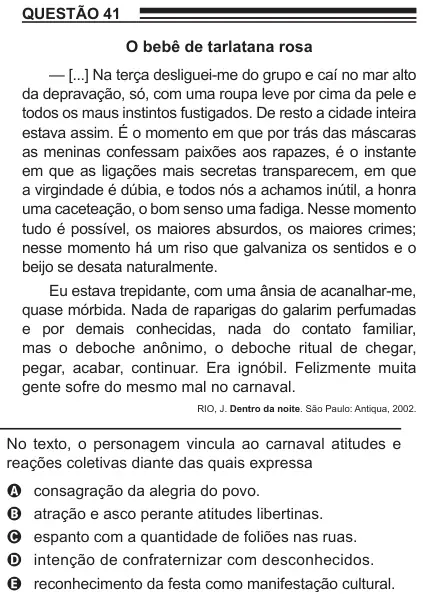 QUESTÃO 41
O bebê de tarlatana rosa
— [...] Na terça desliguei-me do grupo e caí no mar alto
da depravação, só, com uma roupa leve por cima da pele e
todos os maus instintos fustigados. De resto a cidade inteira
estava assim. É o momento em que por trás das máscaras
as meninas confessam paixões aos rapazes, é o instante
em que as ligações mais secretas transparecem, em que
a virgindade é dúbia, e todos nós a achamos inútil, a honra
uma caceteação, o bom senso uma fadiga. Nesse momento
tudo é possível, os maiores absurdos, os maiores crimes;
nesse momento há um riso que galvaniza os sentidos e o
beijo se desata naturalmente.
Eu estava trepidante, com uma ânsia de acanalhar-me,
quase mórbida. Nada de raparigas do galarim perfumadas
e por demais conhecidas, nada do contato familiar,
mas o deboche anônimo, o deboche ritual de chegar,
pegar, acabar, continuar. Era ignóbil. Felizmente muita
gente sofre do mesmo mal no carnaval.
RIO, J. Dentro da noite. São Paulo: Antiqua, 2002.
No texto, o personagem vincula ao carnaval atitudes e
reações coletivas diante das quais expressa
A consagração da alegria do povo.
B atração e asco perante atitudes libertinas.
C espanto com a quantidade de foliões nas ruas.
D intenção de confraternizar com desconhecidos.
E reconhecimento da festa como manifestação cultural.